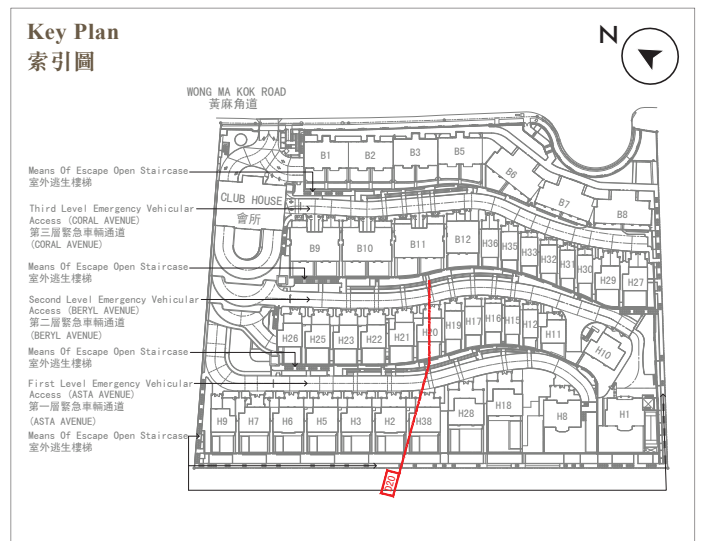 Key Plan
索引圖
N
WONG MA KOK ROAD
黃麻角道
Means Of Escape Open Staircase
室外逃生樓梯
CLUB HOUSE
會所
Third Level Emergency Vehicular
Access (CORAL AVENUE)
第三層緊急車輛通道
(CORAL AVENUE)
Means Of Escape Open Staircase
室外逃生樓梯
Second Level Emergency Vehicular
Access (BERYL AVENUE)
第二層緊急車輛通道
(BERYL AVENUE)
Means Of Escape Open Staircase
室外逃生樓梯
First Level Emergency Vehicular
Access (ASTA AVENUE)
第一層緊急車輛通道
(ASTA AVENUE)
Means Of Escape Open Staircase
室外逃生樓梯
B1 B2 B3 B5 B6 B7 B8
B9 B10 B11 B12 H36 H35 H33 H32 H31 H30 H29 H27
H26 H25 H23 H22 H21 H20 H19 H17 H16 H15 H12 H11 H10
H9 H7 H6 H5 H3 H2 H38 H28 H18 H8 H1
D20